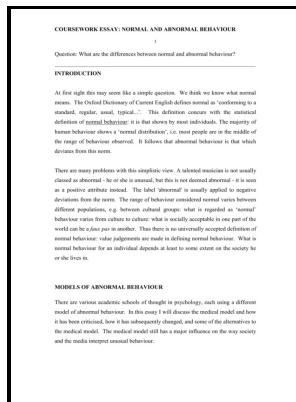 COURSEWORK ESSAY: NORMAL AND ABNORMAL BEHAVIOUR
1
Question: What are the differences between normal and abnormal behaviour?
INTRODUCTION
At first sight this may seem like a simple question. We think we know what normal
means. The Oxford Dictionary of Current English defines normal as 'conforming to a
standard, regular, usual, typical...'. This definition concurs with the statistical
definition of normal behaviour: it is that shown by most individuals. The majority of
human behaviour shows a 'normal distribution', i.e. most people are in the middle of
the range of behaviour observed. It follows that abnormal behaviour is that which
deviates from this norm.
There are many problems with this simplistic view. A talented musician is not usually
classed as abnormal - he or she is unusual, but this is not deemed abnormal - it is seen
as a positive attribute instead. The label 'abnormal' is usually applied to negative
deviations from the norm. The range of behaviour considered normal varies between
different populations, e.g. between cultural groups: what is regarded as 'normal'
behaviour varies from culture to culture: what is socially acceptable in one part of the
world can be a faux pas in another. Thus there is no universally accepted definition of
normal behaviour: value judgements are made in defining normal behaviour. What is
normal behaviour for an individual depends at least to some extent on the society he
or she lives in.
MODELS OF ABNORMAL BEHAVIOUR
There are various academic schools of thought in psychology, each using a different
model of abnormal behaviour. In this essay I will discuss the medical model and how
it has been criticised, how it has subsequently changed, and some of the alternatives to
the medical model. The medical model still has a major influence on the way society
and the media interpret unusual behaviour.